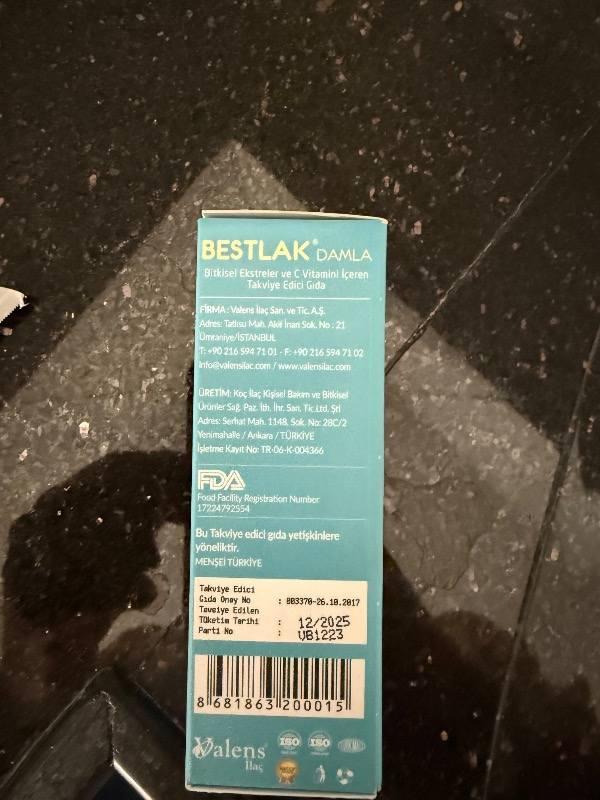 BESTLAK® DAMLA
Bitkisel Ekstreler ve C Vitamini İçeren
Takviye Edici Gıda
FİRMA : Valens İlaç San. ve Tic. A.Ş.
Adres: Tatlısu Mah. Akif İnan Sok. No : 21
Ümraniye/İSTANBUL
T: +90 216 594 71 01 - F: +90 216 594 71 02
info@valensilac.com / www.valensilac.com
ÜRETİM: Koç İlaç Kişisel Bakım ve Bitkisel
Ürünler Sağ. Paz. İth. İhr. San. Tic.Ltd. Şti
Adres: Serhat Mah. 1148. Sok. No: 28C/2
Yenimahalle / Ankara / TÜRKİYE
İşletme Kayıt No: TR-06-K-004366
FDA
Food Facility Registration Number
17224792554
Bu Takviye edici gıda yetişkinlere
yöneliktir.
MENŞEİ TÜRKİYE
Takviye Edici
Gıda Onay No : 003370-26.10.2017
Tavsiye Edilen
Tüketim Tarihi : 12/2025
Parti No : VB1223
8 681863 200015
Valens
İlaç
ISO ISO